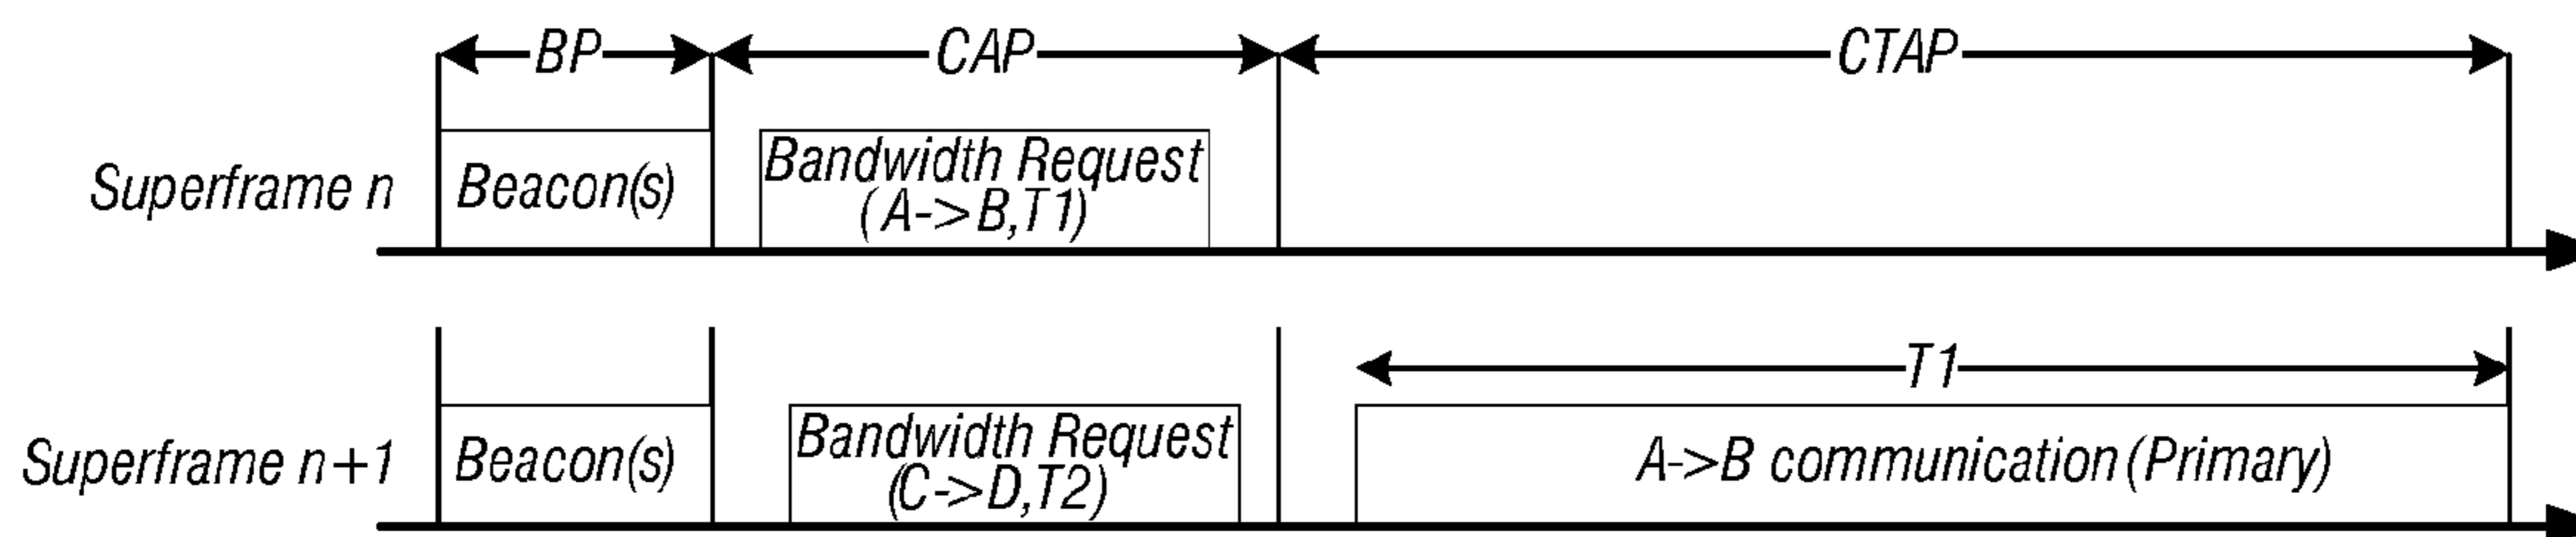 BP CAP CTAP
Superframe n Beacon(s) Bandwidth Request
(A->B,T1)
T1
Superframe n+1 Beacon(s) Bandwidth Request
(C->D,T2)
A->B communication (Primary)